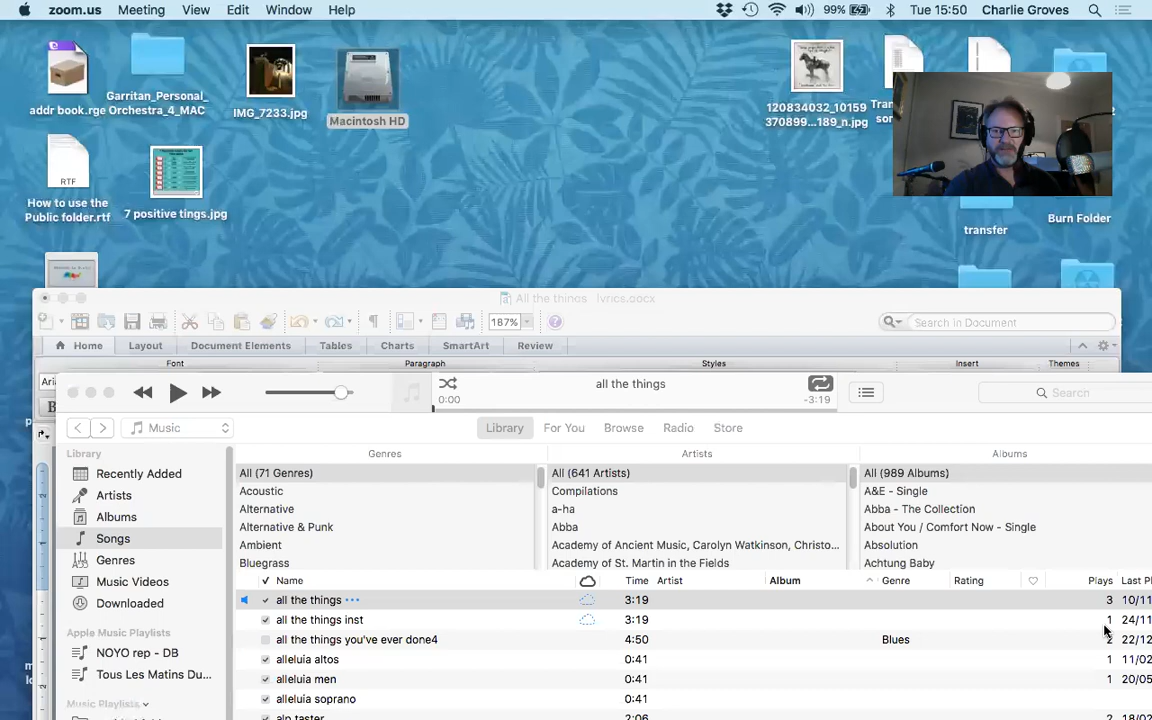 zoom.us Meeting View Edit Window Help 99% Tue 15:50 Charlie Groves
addr book.rge
Garritan_Personal_
Orchestra_4_MAC
IMG_7233.jpg
Macintosh HD
120834032_10159
370899...189_n.jpg
RTF
How to use the
Public folder.rtf
7 positive tings.jpg
transfer
Burn Folder
All the things lyrics.docx
187% Search in Document
Home Layout Document Elements Tables Charts SmartArt Review
Font Paragraph Styles Insert Themes
all the things
0:00 -3:19
Search
Music Library For You Browse Radio Store
Library
Recently Added
Artists
Albums
Songs
Genres
Music Videos
Downloaded
Apple Music Playlists
NOYO rep - DB
Tous Les Matins Du...
Music Playlists
Genres Artists Albums
All (71 Genres) All (641 Artists) All (989 Albums)
Acoustic Compilations A&E - Single
Alternative a-ha Abba - The Collection
Alternative & Punk Abba About You / Comfort Now - Single
Ambient Academy of Ancient Music, Carolyn Watkinson, Christo... Absolution
Bluegrass Academy of St. Martin in the Fields Achtung Baby
Name Time Artist Album Genre Rating Plays Last P
all the things ••• 3:19 3 10/11
all the things inst 3:19 1 24/11
all the things you've ever done4 4:50 Blues 2 22/12
alleluia altos 0:41 1 11/02
alleluia men 0:41 1 20/05
alleluia soprano 0:41
alp taster 2:06 2 18/02